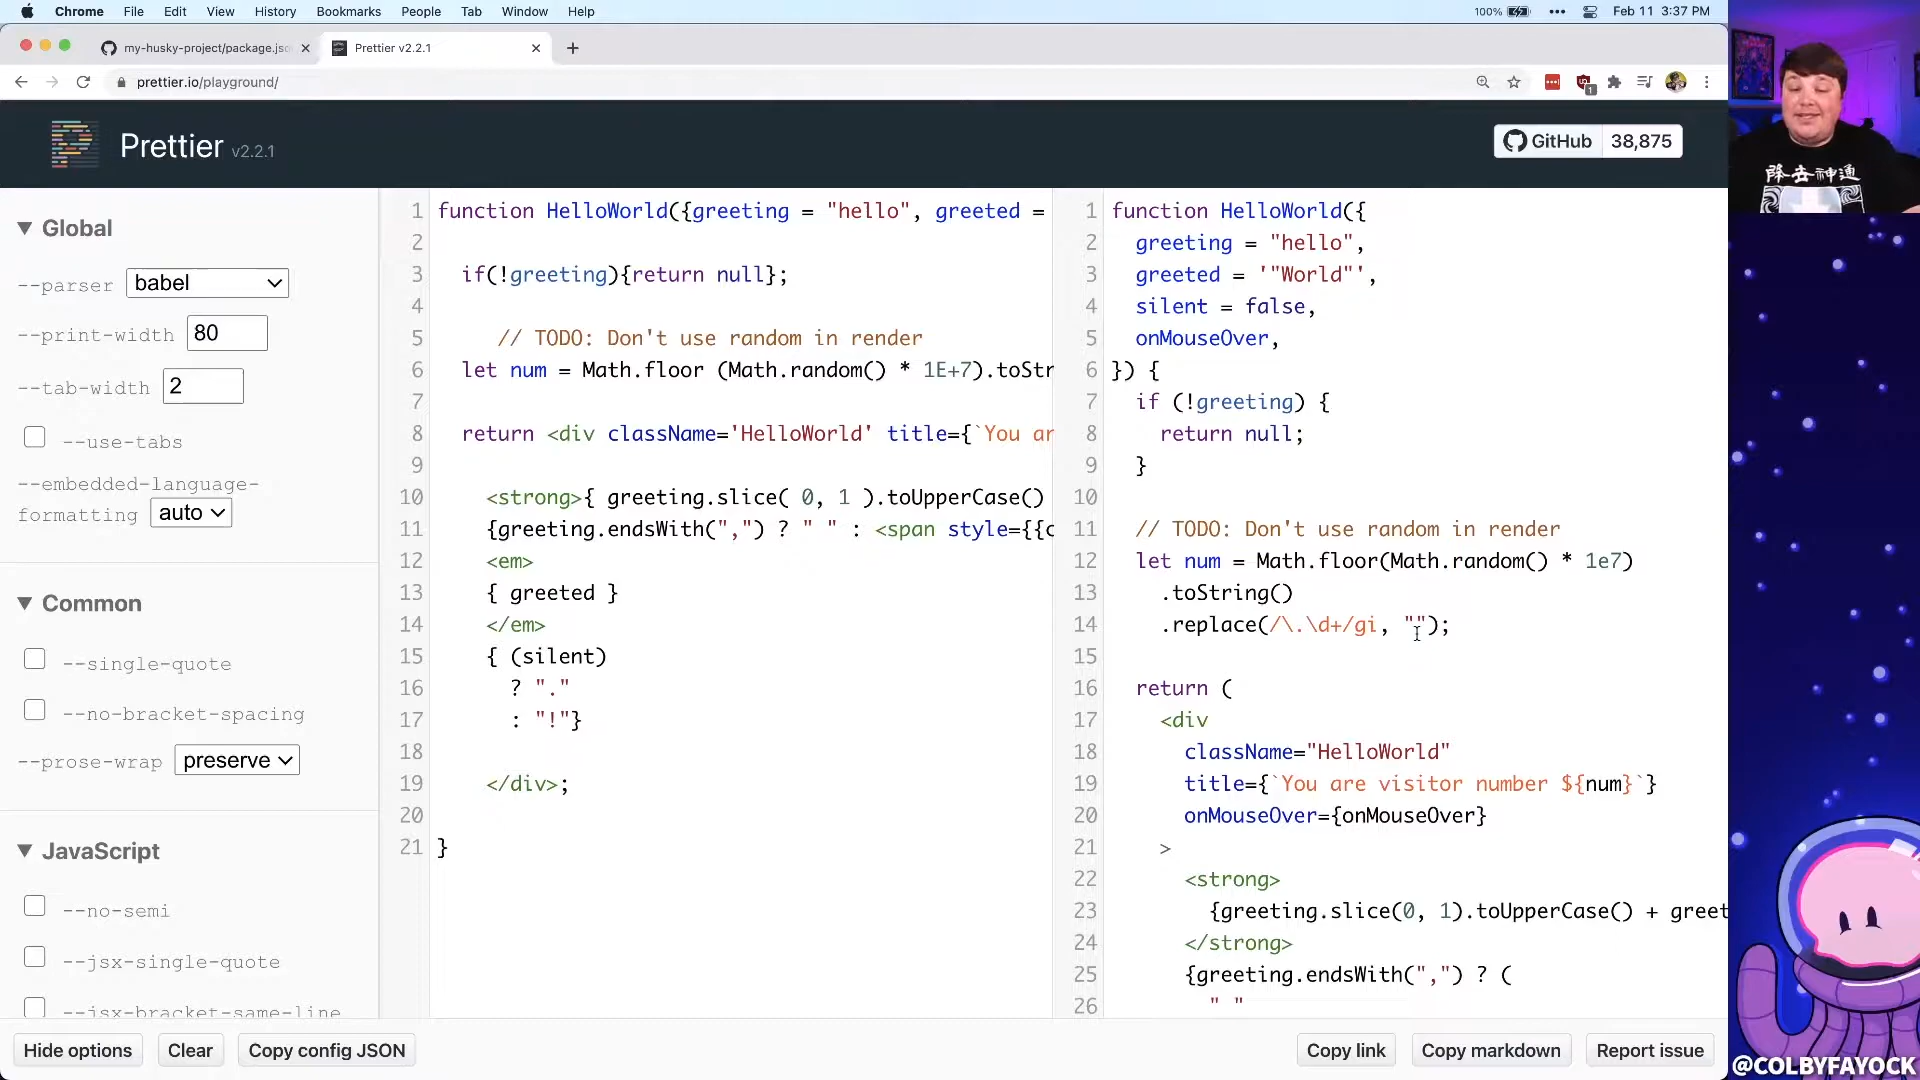 Chrome File Edit View History Bookmarks People Tab Window Help
100% Feb 11 3:37 PM
my-husky-project/package.jso
Prettier v2.2.1
prettier.io/playground/
1
Prettier v2.2.1
GitHub 38,875
Global
--parser babel
--print-width 80
--tab-width 2
--use-tabs
--embedded-language-
formatting auto
Common
--single-quote
--no-bracket-spacing
--prose-wrap preserve
JavaScript
--no-semi
--jsx-single-quote
--jsx-bracket-same-line
1 function HelloWorld({greeting = "hello", greeted =
2
3 if(!greeting){return null};
4
5 // TODO: Don't use random in render
6 let num = Math.floor (Math.random() * 1E+7).toStr
7
8 return <div className='HelloWorld' title={`You ar
9
10 <strong>{ greeting.slice( 0, 1 ).toUpperCase()
11 {greeting.endsWith(",") ? " " : <span style={{c
12 <em>
13 { greeted }
14 </em>
15 { (silent)
16 ? "."
17 : "!"}
18
19 </div>;
20
21 }
1 function HelloWorld({
2 greeting = "hello",
3 greeted = '"World"',
4 silent = false,
5 onMouseOver,
6 }) {
7 if (!greeting) {
8 return null;
9 }
10
11 // TODO: Don't use random in render
12 let num = Math.floor(Math.random() * 1e7)
13 .toString()
14 .replace(/\.\d+/gi, "");
15
16 return (
17 <div
18 className="HelloWorld"
19 title={`You are visitor number ${num}`}
20 onMouseOver={onMouseOver}
21 >
22 <strong>
23 {greeting.slice(0, 1).toUpperCase() + greet
24 </strong>
25 {greeting.endsWith(",") ? (
26 " "
Hide options Clear Copy config JSON
Copy link Copy markdown Report issue
@COLBYFAYOCK